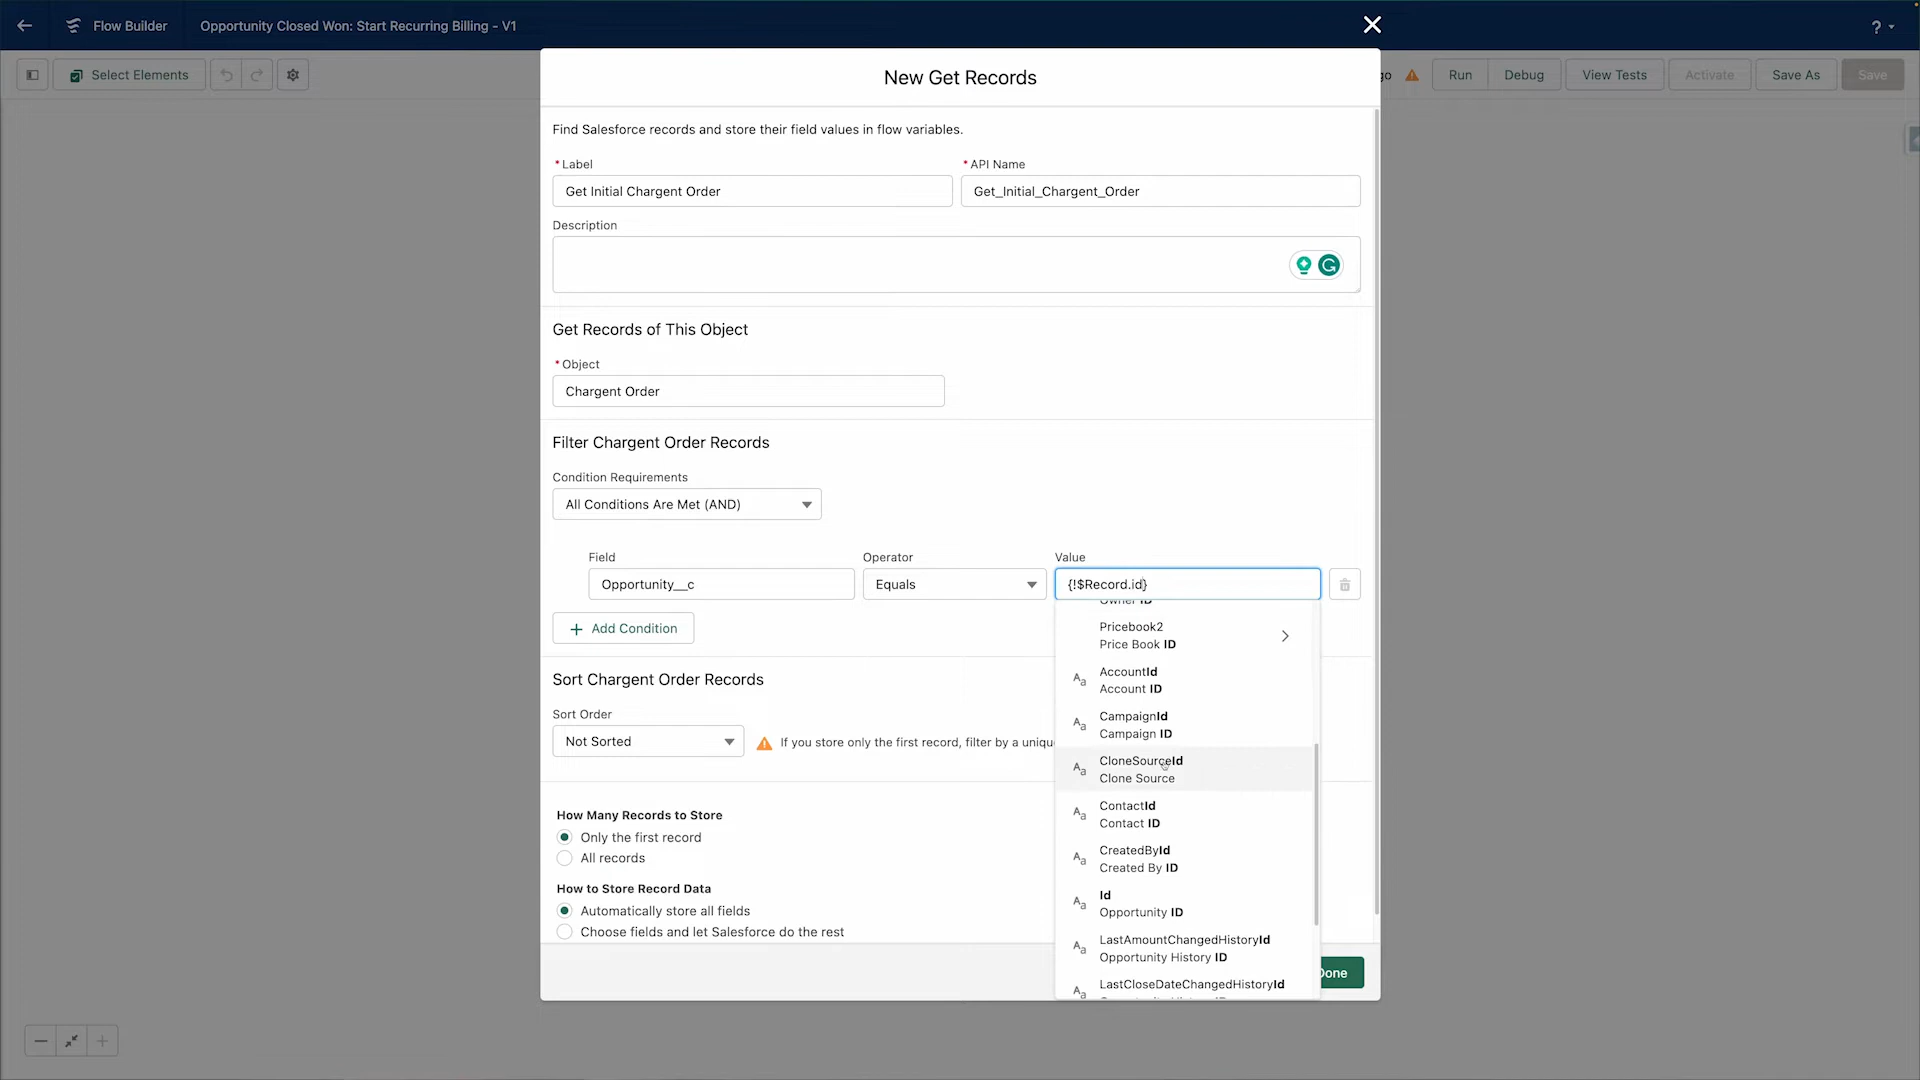 Flow Builder
Opportunity Closed Won: Start Recurring Billing - V1
?
Select Elements
Run
Debug
View Tests
Activate
Save As
Save
New Get Records
Find Salesforce records and store their field values in flow variables.
* Label
* API Name
Get Initial Chargent Order
Get_Initial_Chargent_Order
Description
Get Records of This Object
* Object
Chargent Order
Filter Chargent Order Records
Condition Requirements
All Conditions Are Met (AND)
Field
Operator
Value
Opportunity__c
Equals
{!$Record.id}
Owner ID
+ Add Condition
Pricebook2
Price Book ID
AccountId
Account ID
CampaignId
Campaign ID
CloneSourceId
Clone Source
ContactId
Contact ID
CreatedById
Created By ID
Id
Opportunity ID
LastAmountChangedHistoryId
Opportunity History ID
LastCloseDateChangedHistoryId
Sort Chargent Order Records
Sort Order
Not Sorted
If you store only the first record, filter by a uniqu
How Many Records to Store
Only the first record
All records
How to Store Record Data
Automatically store all fields
Choose fields and let Salesforce do the rest
Done